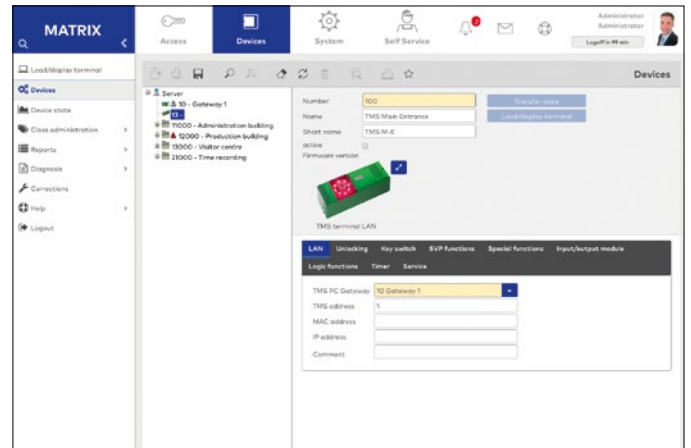 MATRIX
Access
Devices
System
Self Service
Administrator
Administrator
Logoff in 99 min
Load/display terminal
Devices
Device state
Class administration
Reports
Diagnosis
Corrections
Help
Logout
Devices
Server
10 - Gateway 1
13 -
11000 - Administration building
12000 - Production building
13000 - Visitor centre
21000 - Time recording
Number 100
Name TMS Main Entrance
Short name TMS M-E
active
Firmware version
Transfer data
Load/display terminal
TMS terminal LAN
LAN Unlocking Key switch SVP functions Special functions Input/output module
Logic functions Timer Service
TMS PC Gateway 10 Gateway 1
TMS address 1
MAC address
IP address
Comment